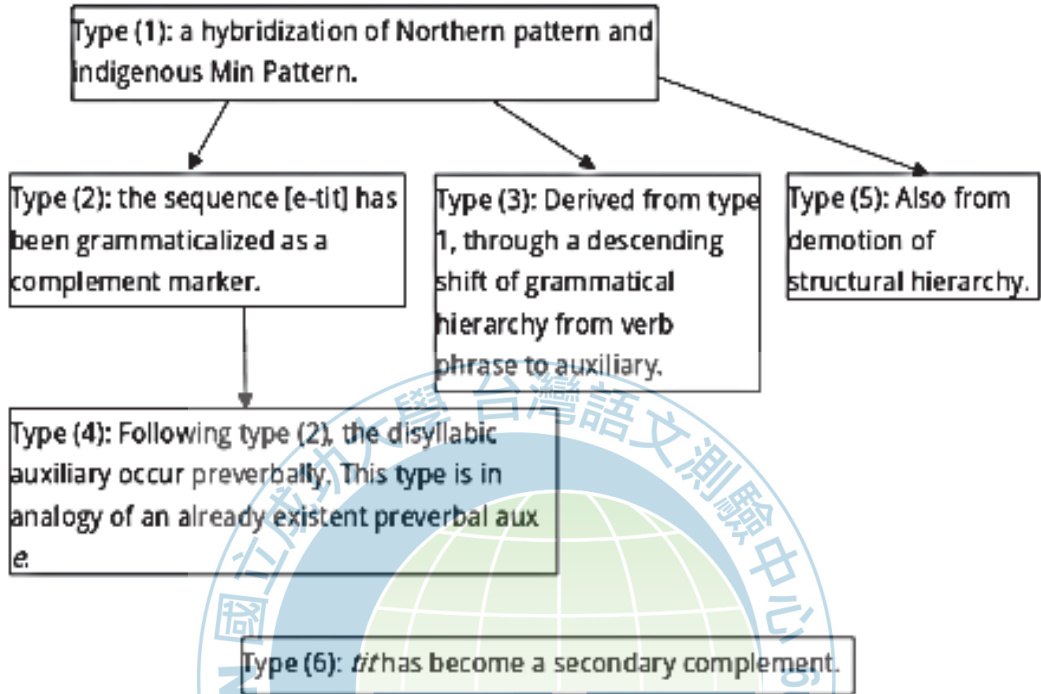 Type (1): a hybridization of Northern pattern and
indigenous Min Pattern.
Type (2): the sequence [e-tit] has
been grammaticalized as a
complement marker.
Type (3): Derived from type
1, through a descending
shift of grammatical
hierarchy from verb
phrase to auxiliary.
Type (5): Also from
demotion of
structural hierarchy.
Type (4): Following type (2), the disyllabic
auxiliary occur preverbally. This type is in
analogy of an already existent preverbal aux
e.
國立成功大學 台灣語文測驗中心
Type (6): tit has become a secondary complement.